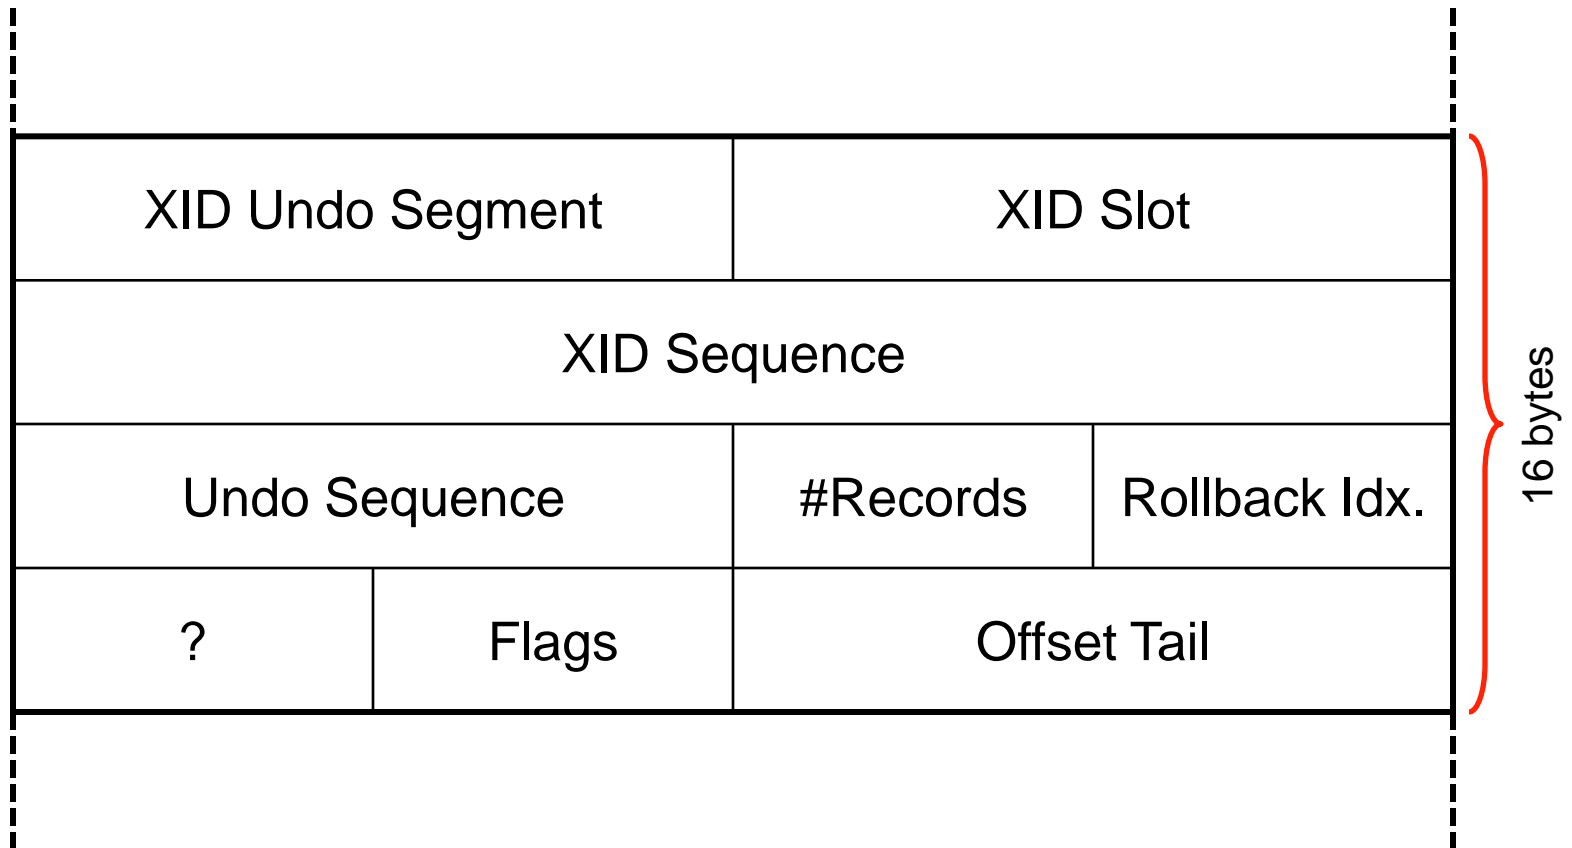 XID Undo Segment XID Slot
XID Sequence
Undo Sequence #Records Rollback Idx.
? Flags Offset Tail
16 bytes